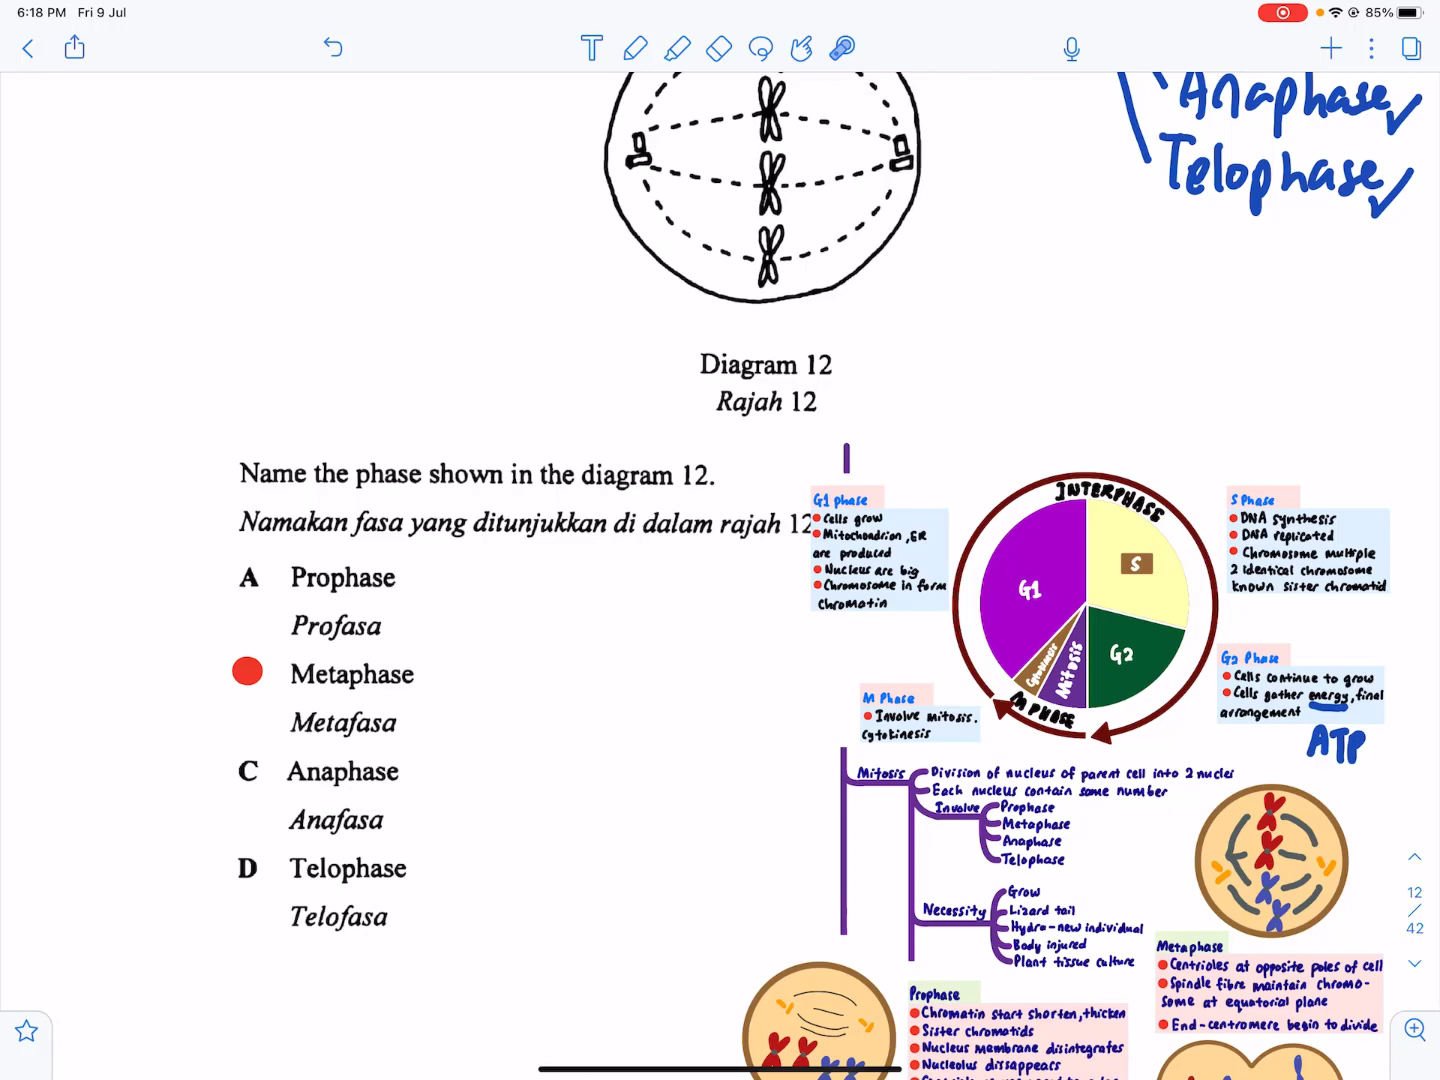 6:18 PM Fri 9 Jul
85%
Anaphase
Telophase
Diagram 12
Rajah 12
Name the phase shown in the diagram 12.
Namakan fasa yang ditunjukkan di dalam rajah 12
A Prophase
Profasa
Metaphase
Metafasa
C Anaphase
Anafasa
D Telophase
Telofasa
G1 phase
Cells grow
Mitochondrion, ER
are produced
Nucleus are big
Chromosome in form
chromatin
INTERPHASE
G1
S
G2
Mitosis
Cytokinesis
M PHASE
S Phase
DNA synthesis
DNA replicated
Chromosome multiple
2 identical chromosome
known sister chromatid
G2 Phase
Cells continue to grow
Cells gather energy, final
arrangement
ATP
M Phase
Involve mitosis.
cytokinesis
Mitosis
Division of nucleus of parent cell into 2 nuclei
Each nucleus contain same number
Involve
Prophase
Metaphase
Anaphase
Telophase
Necessity
Grow
Lizard tail
Hydra-new individual
Body injured
Plant tissue culture
12
/
42
Metaphase
Centrioles at opposite poles of cell
Spindle fibre maintain chromo-
some at equatorial plane
End-centromere begin to divide
Prophase
Chromatin start shorten, thicken
Sister chromatids
Nucleus membrane disintegrates
Nucleolus dissappears